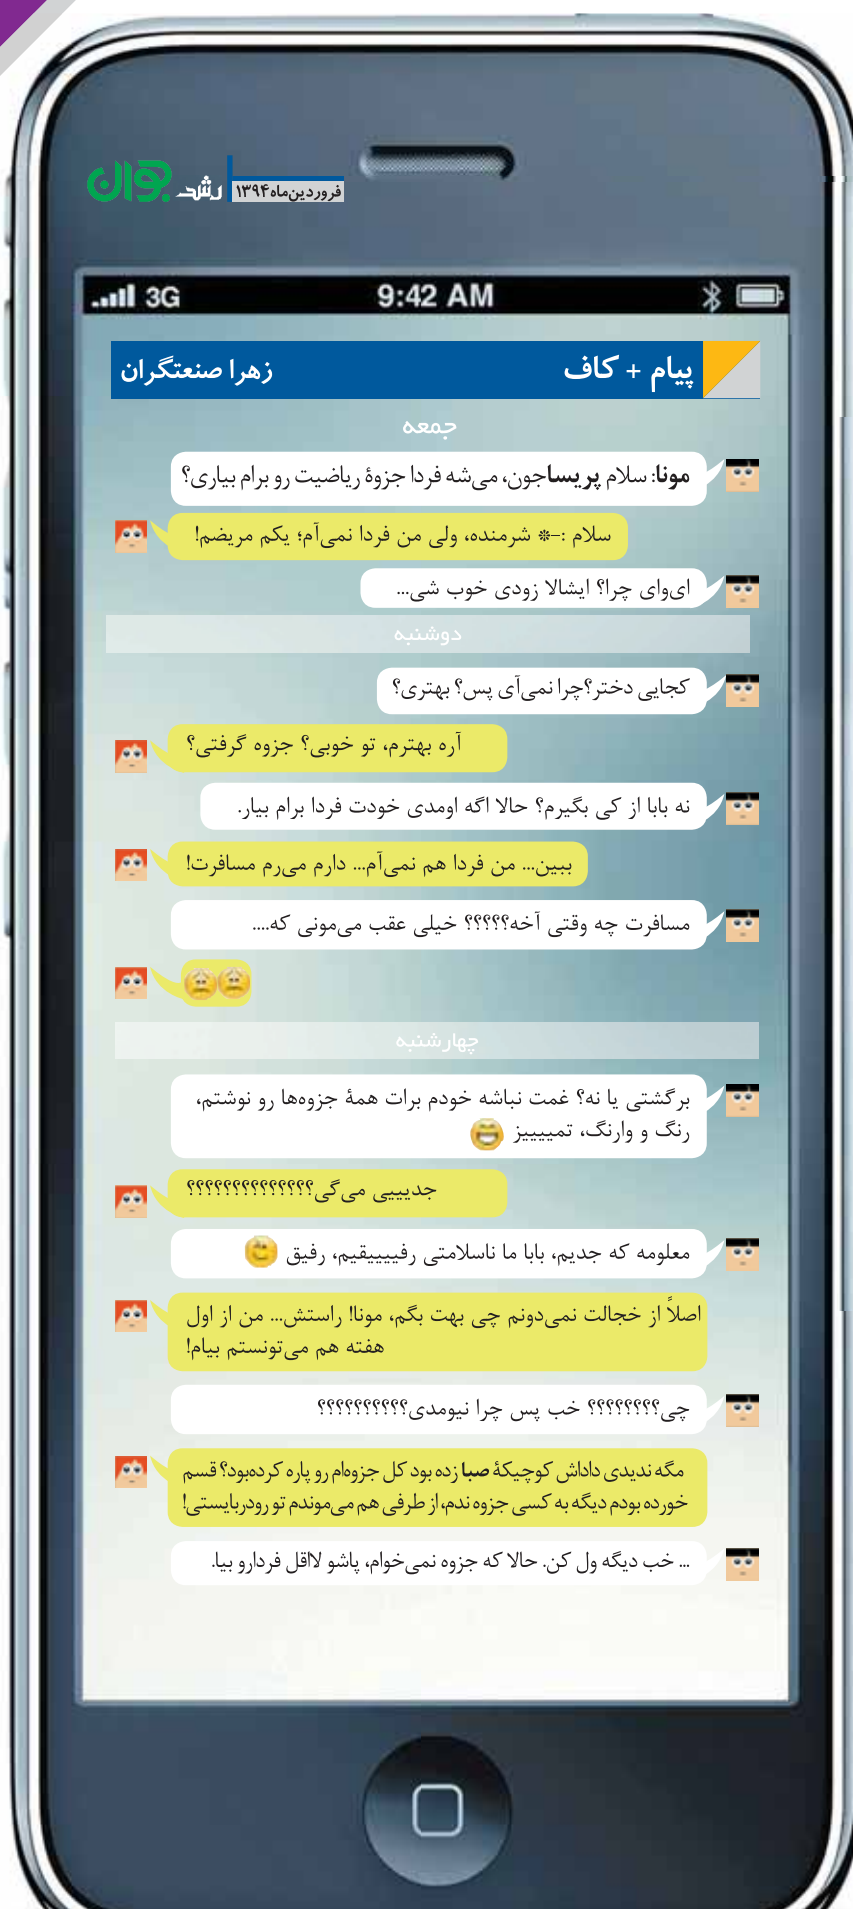 رشد جوان
فروردین‌ماه ۱۳۹۴
3G 9:42 AM
پیام + کاف
زهرا صنعتگران
جمعه
مونا: سلام پریساجون، می‌شه فردا جزوهٔ ریاضیت رو برام بیاری؟
سلام :-* شرمنده، ولی من فردا نمی‌آم؛ یکم مریضم!
ای‌وای چرا؟ ایشالا زودی خوب شی...
دوشنبه
کجایی دختر؟چرا نمی‌آی پس؟ بهتری؟
آره بهترم، تو خوبی؟ جزوه گرفتی؟
نه بابا از کی بگیرم؟ حالا اگه اومدی خودت فردا برام بیار.
ببین... من فردا هم نمی‌آم... دارم می‌رم مسافرت!
مسافرت چه وقتی آخه؟؟؟؟؟ خیلی عقب می‌مونی که....
چهارشنبه
برگشتی یا نه؟ غمت نباشه خودم برات همهٔ جزوه‌ها رو نوشتم،
رنگ و وارنگ، تمیییییز
جدیییی می‌گی؟؟؟؟؟؟؟؟؟؟؟؟؟؟
معلومه که جدیم، بابا ما ناسلامتی رفیییییقیم، رفیق
اصلاً از خجالت نمی‌دونم چی بهت بگم، مونا! راستش... من از اول
هفته هم می‌تونستم بیام!
چی؟؟؟؟؟؟؟؟ خب پس چرا نیومدی؟؟؟؟؟؟؟؟؟؟
مگه ندیدی داداش کوچیکهٔ صبا زده بود کل جزوه‌ام رو پاره کرده‌بود؟ قسم
خورده بودم دیگه به کسی جزوه ندم، از طرفی هم می‌موندم تو رودربایستی!
... خب دیگه ول کن. حالا که جزوه نمی‌خوام، پاشو لااقل فردارو بیا.